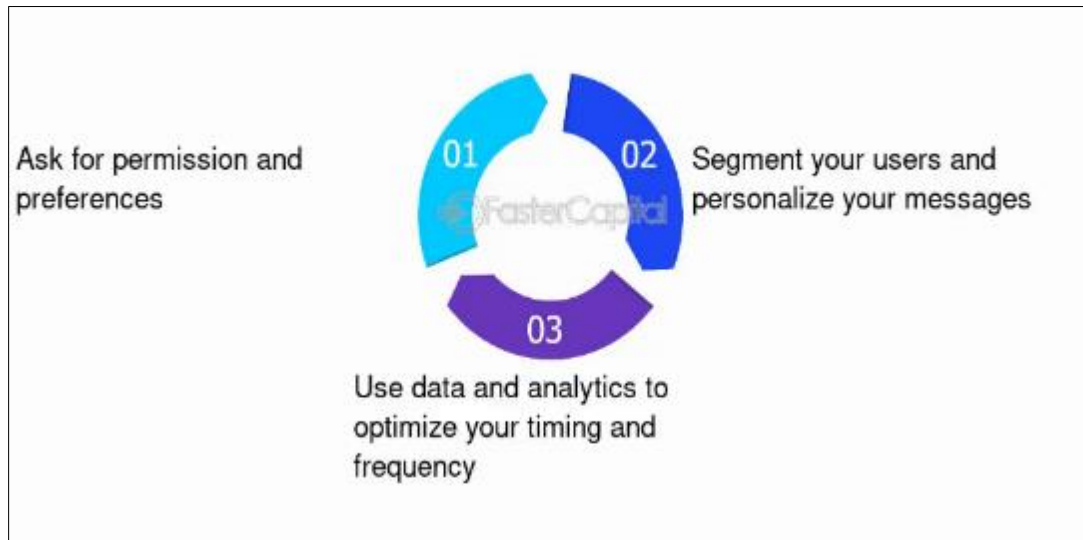 01
Ask for permission and
preferences
02
Segment your users and
personalize your messages
FasterCapital
03
Use data and analytics to
optimize your timing and
frequency